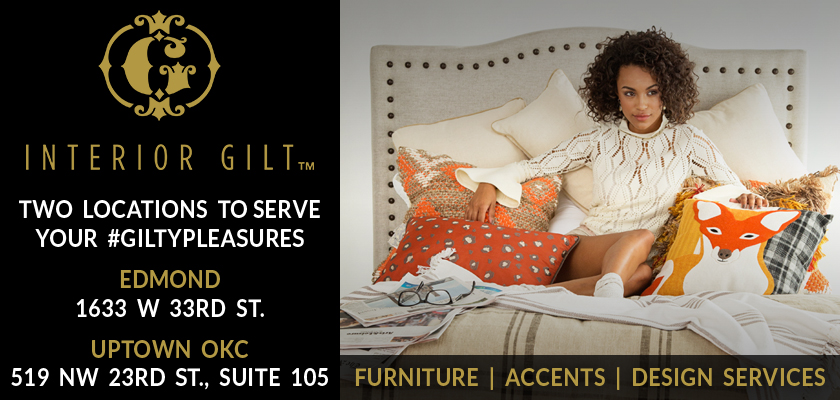 G
INTERIOR GILT™
TWO LOCATIONS TO SERVE
YOUR #GILTYPLEASURES
EDMOND
1633 W 33RD ST.
UPTOWN OKC
519 NW 23RD ST., SUITE 105
FURNITURE | ACCENTS | DESIGN SERVICES